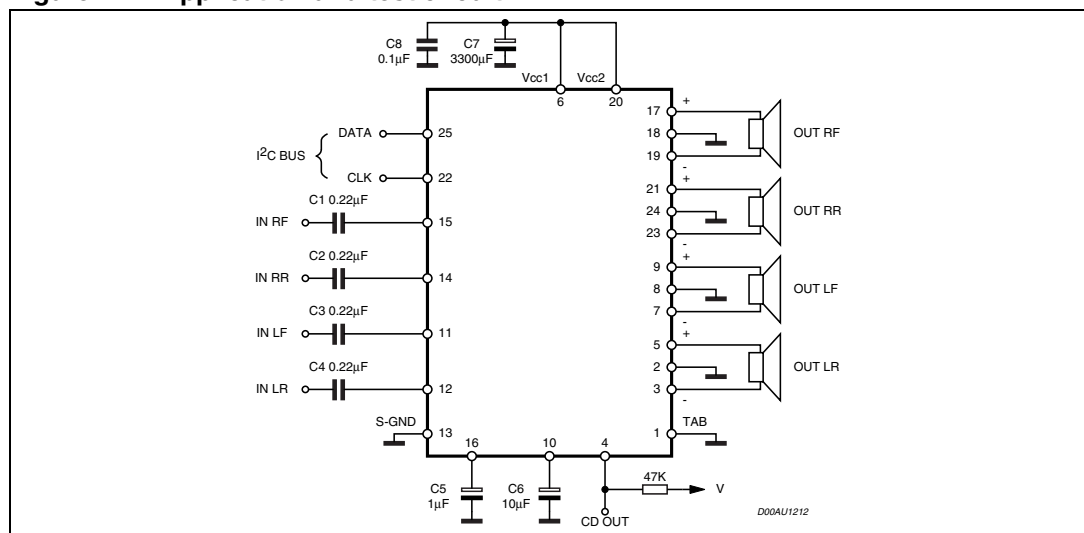 C8
0.1µF
C7
3300µF
Vcc1
Vcc2
6
20
I²C BUS
DATA
25
CLK
22
C1 0.22µF
IN RF
15
C2 0.22µF
IN RR
14
C3 0.22µF
IN LF
11
C4 0.22µF
IN LR
12
S-GND
13
17
+
18
OUT RF
19
-
21
+
24
OUT RR
23
-
9
+
8
OUT LF
7
-
5
+
2
OUT LR
3
-
1
TAB
16
10
4
C5
1µF
C6
10µF
47K
V
CD OUT
D00AU1212